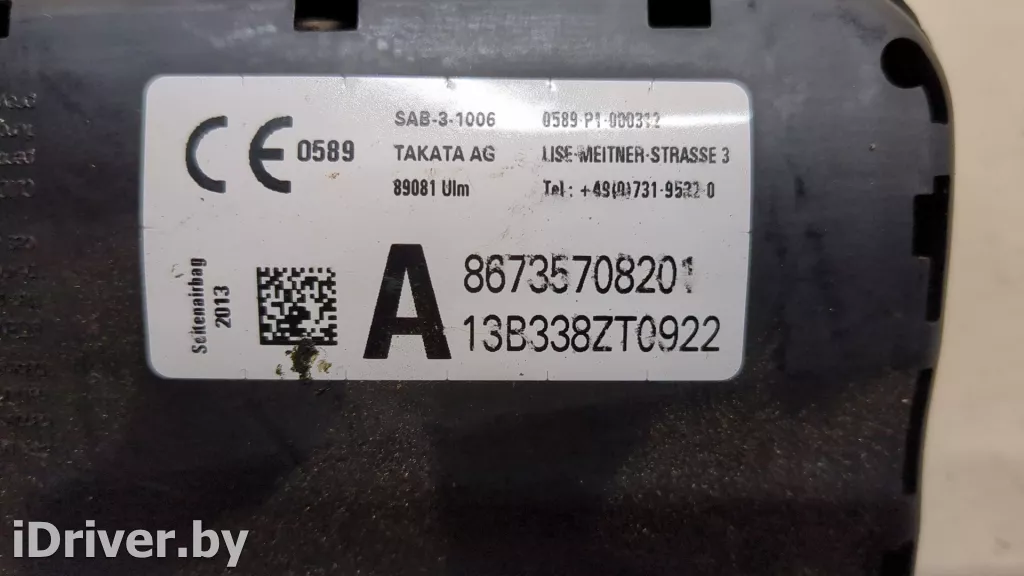 CE 0589
SAB-3-1006 0589-P1-000312
TAKATA AG LISE-MEITNER-STRASSE 3
89081 Ulm Tel: +49(0)731-9532-0
Seitenairbag
2013
A
86735708201
13B338ZT0922
iDriver.by